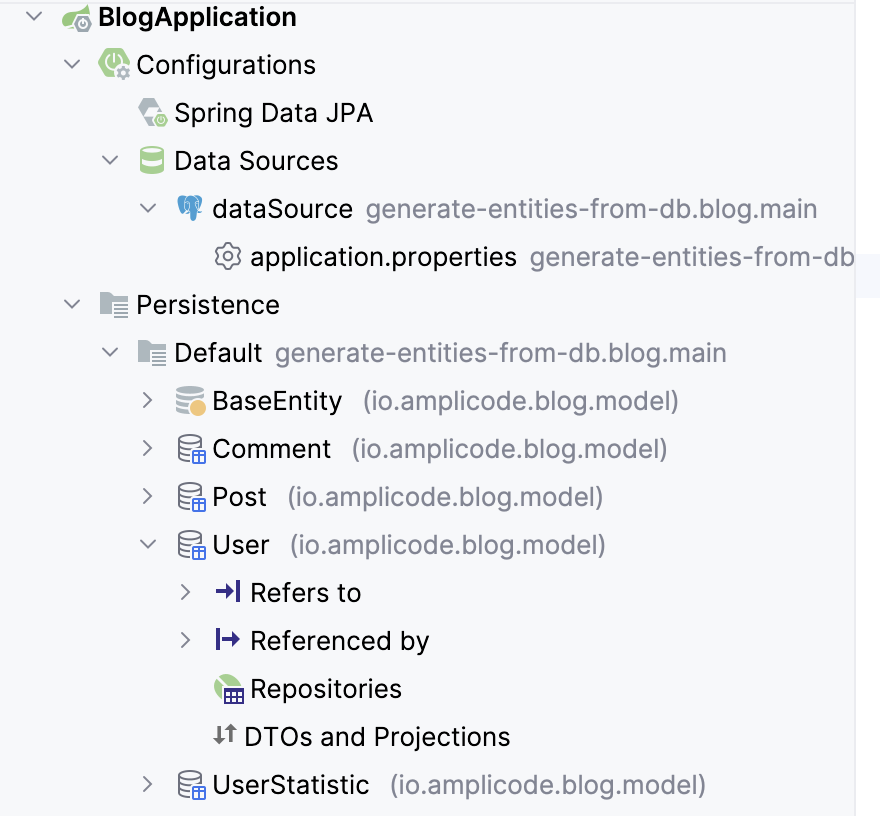 BlogApplication
Configurations
Spring Data JPA
Data Sources
dataSource generate-entities-from-db.blog.main
application.properties generate-entities-from-db
Persistence
Default generate-entities-from-db.blog.main
BaseEntity (io.amplicode.blog.model)
Comment (io.amplicode.blog.model)
Post (io.amplicode.blog.model)
User (io.amplicode.blog.model)
Refers to
Referenced by
Repositories
DTOs and Projections
UserStatistic (io.amplicode.blog.model)